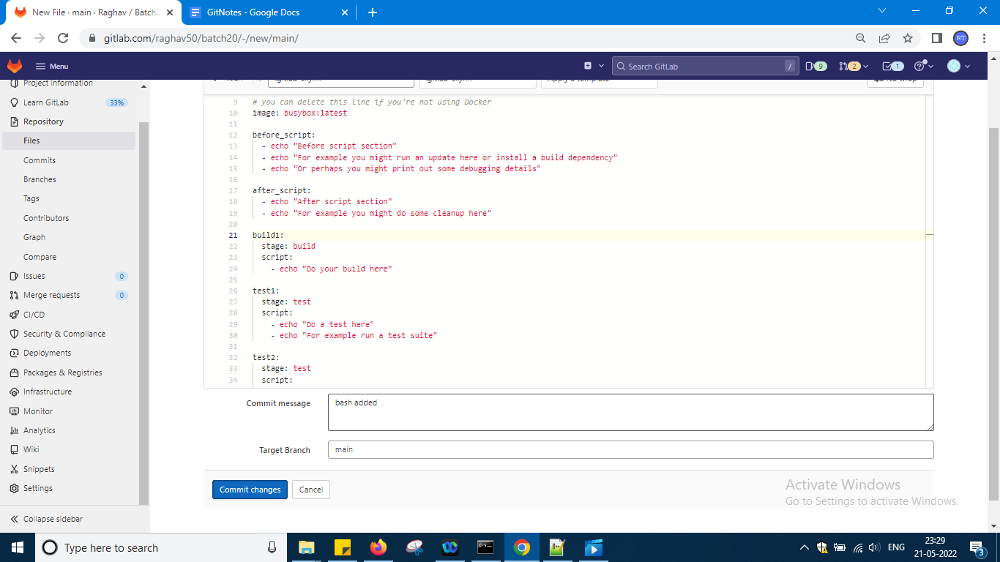 New File · main · Raghav / Batch2
GitNotes - Google Docs
gitlab.com/raghav50/batch20/-/new/main/
RT
Menu
Search GitLab
/
9
2
1
Project information
Learn GitLab
33%
Repository
Files
Commits
Branches
Tags
Contributors
Graph
Compare
Issues
0
Merge requests
0
CI/CD
Security & Compliance
Deployments
Packages & Registries
Infrastructure
Monitor
Analytics
Wiki
Snippets
Settings
Collapse sidebar
9 # you can delete this line if you're not using Docker
10 image: busybox:latest
11
12 before_script:
13 - echo "Before script section"
14 - echo "For example you might run an update here or install a build dependency"
15 - echo "Or perhaps you might print out some debugging details"
16
17 after_script:
18 - echo "After script section"
19 - echo "For example you might do some cleanup here"
20
21 build1:
22 stage: build
23 script:
24 - echo "Do your build here"
25
26 test1:
27 stage: test
28 script:
29 - echo "Do a test here"
30 - echo "For example run a test suite"
31
32 test2:
33 stage: test
34 script:
Commit message
bash added
Target Branch
main
Commit changes
Cancel
Activate Windows
Go to Settings to activate Windows.
Type here to search
ENG
23:29
21-05-2022
3